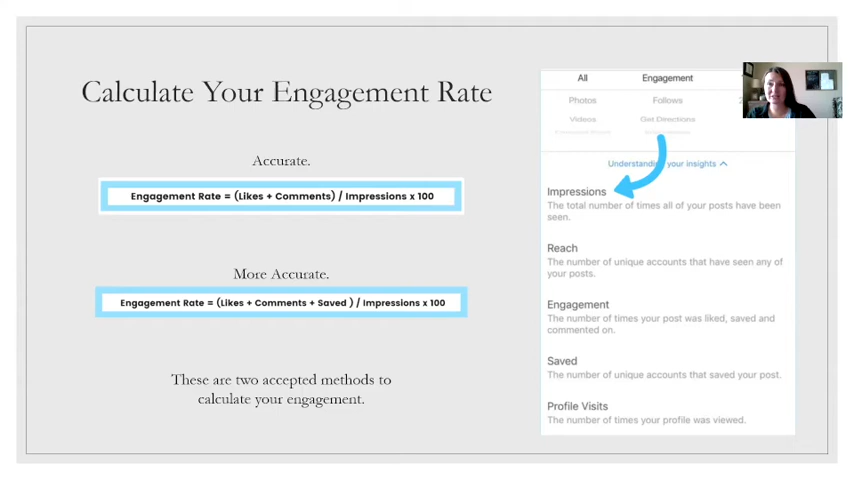 Calculate Your Engagement Rate
Accurate.
Engagement Rate = (Likes + Comments) / Impressions x 100
More Accurate.
Engagement Rate = (Likes + Comments + Saved ) / Impressions x 100
These are two accepted methods to
calculate your engagement.
All Engagement
Photos Follows
Videos Get Directions
Understanding your insights
Impressions
The total number of times all of your posts have been
seen.
Reach
The number of unique accounts that have seen any of
your posts.
Engagement
The number of times your post was liked, saved and
commented on.
Saved
The number of unique accounts that saved your post.
Profile Visits
The number of times your profile was viewed.